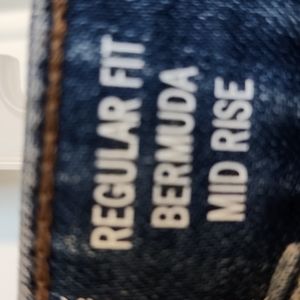 REGULAR FIT
BERMUDA
MID RISE